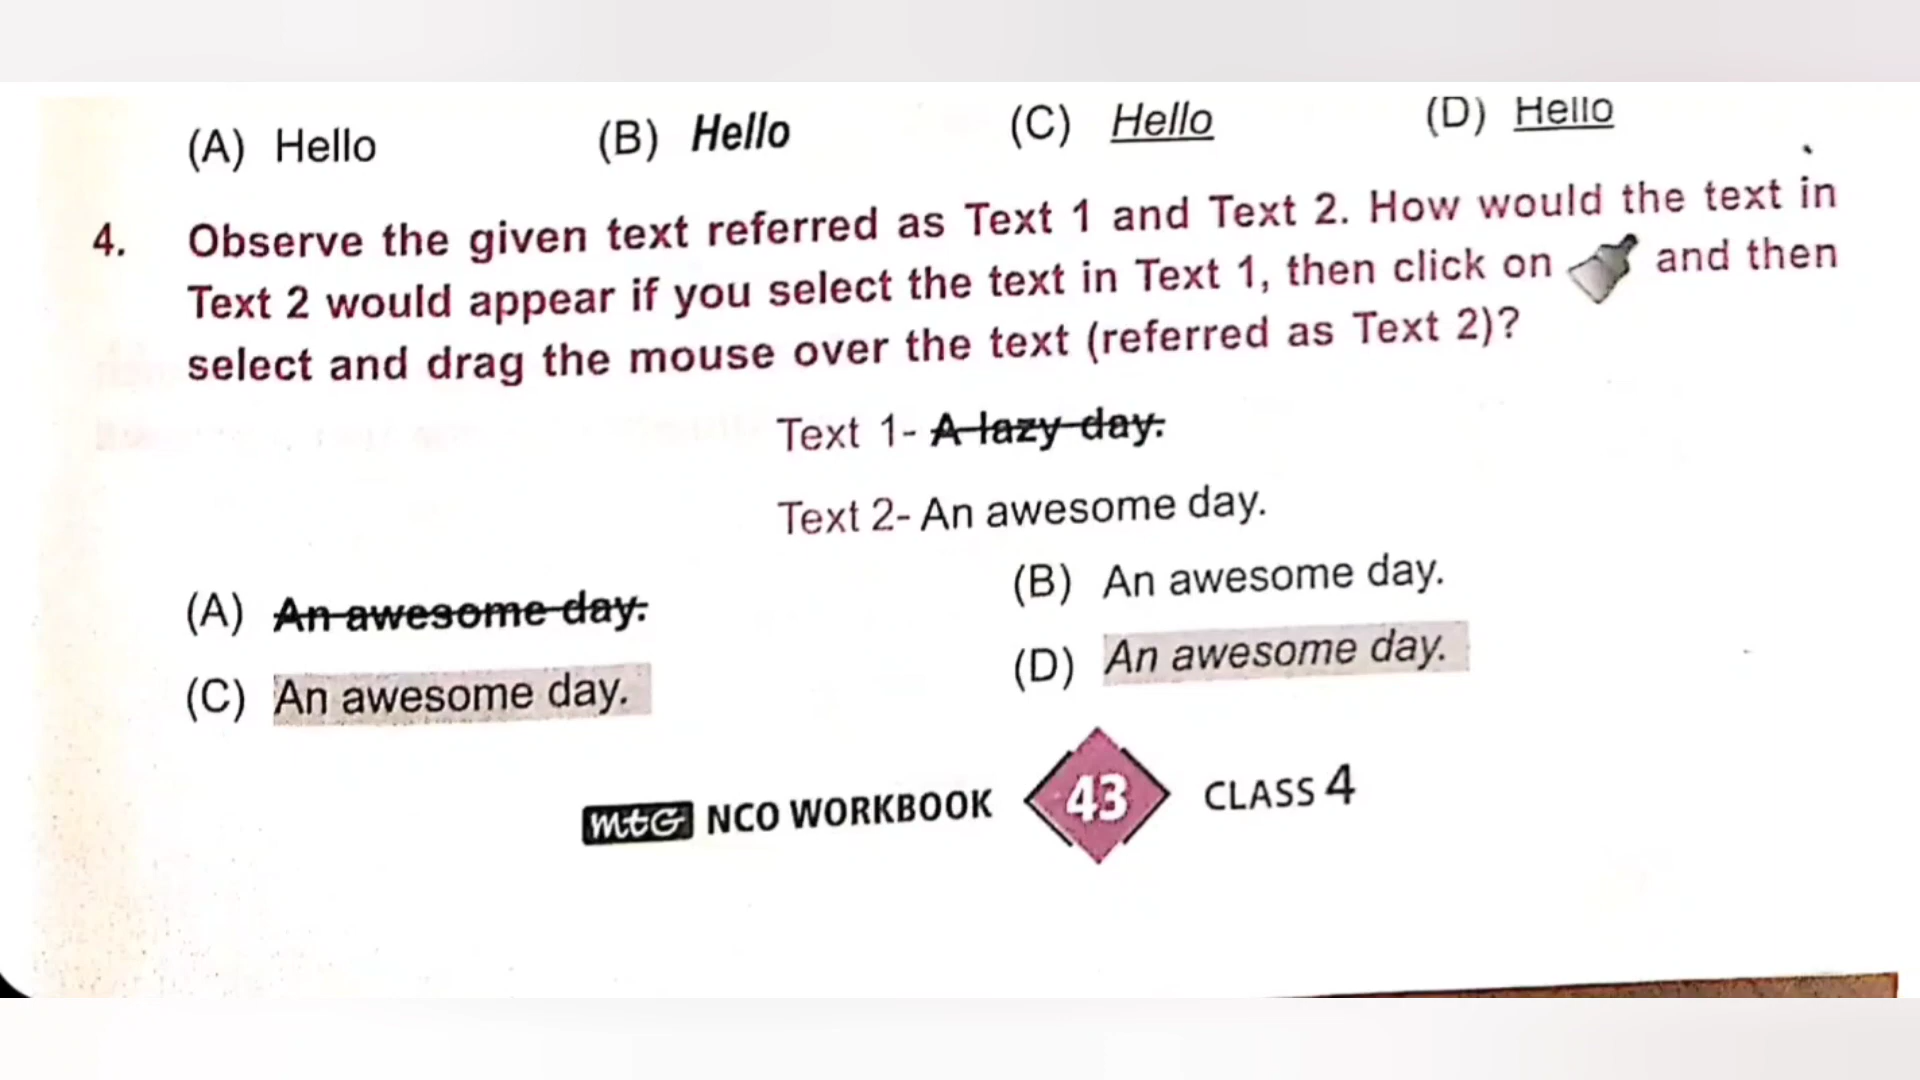 (A) Hello (B) Hello (C) Hello (D) Hello
4. Observe the given text referred as Text 1 and Text 2. How would the text in
Text 2 would appear if you select the text in Text 1, then click on and then
select and drag the mouse over the text (referred as Text 2)?
Text 1- A lazy day.
Text 2- An awesome day.
(A) An awesome day. (B) An awesome day.
(C) An awesome day. (D) An awesome day.
mtG NCO WORKBOOK 43 CLASS 4